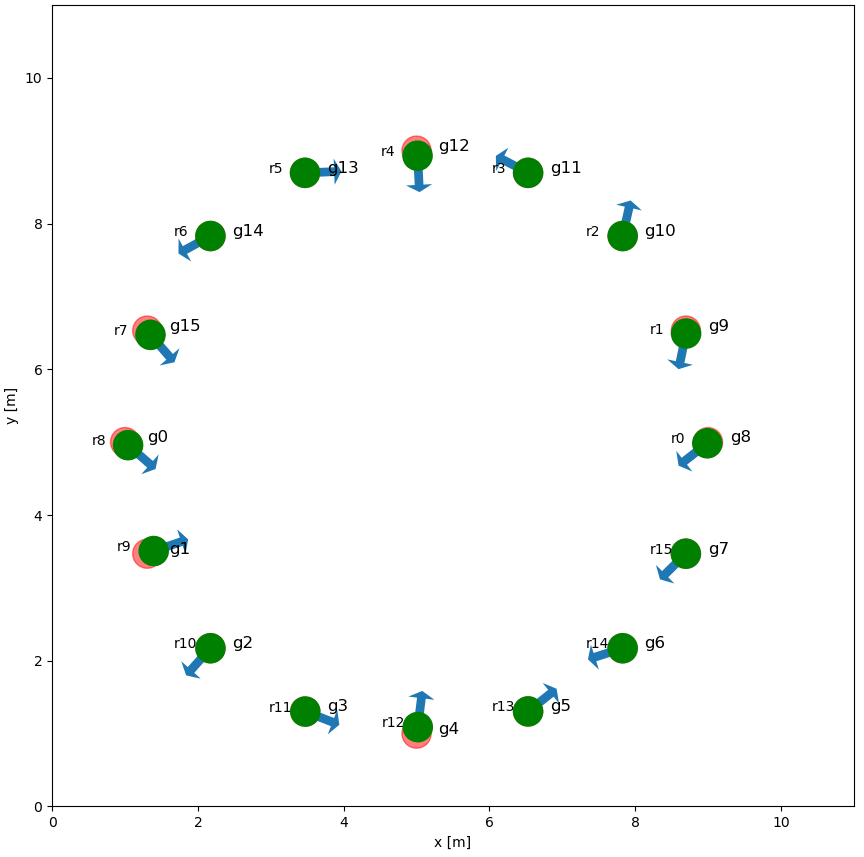 10
8
6
4
2
0
0
2
4
6
8
10
y [m]
x [m]
r4 g12
r5 g13
r3 g11
r6 g14
r2 g10
r7 g15
r1 g9
r8 g0
r0 g8
r9 g1
r15 g7
r10 g2
r14 g6
r11 g3
r13 g5
r12 g4